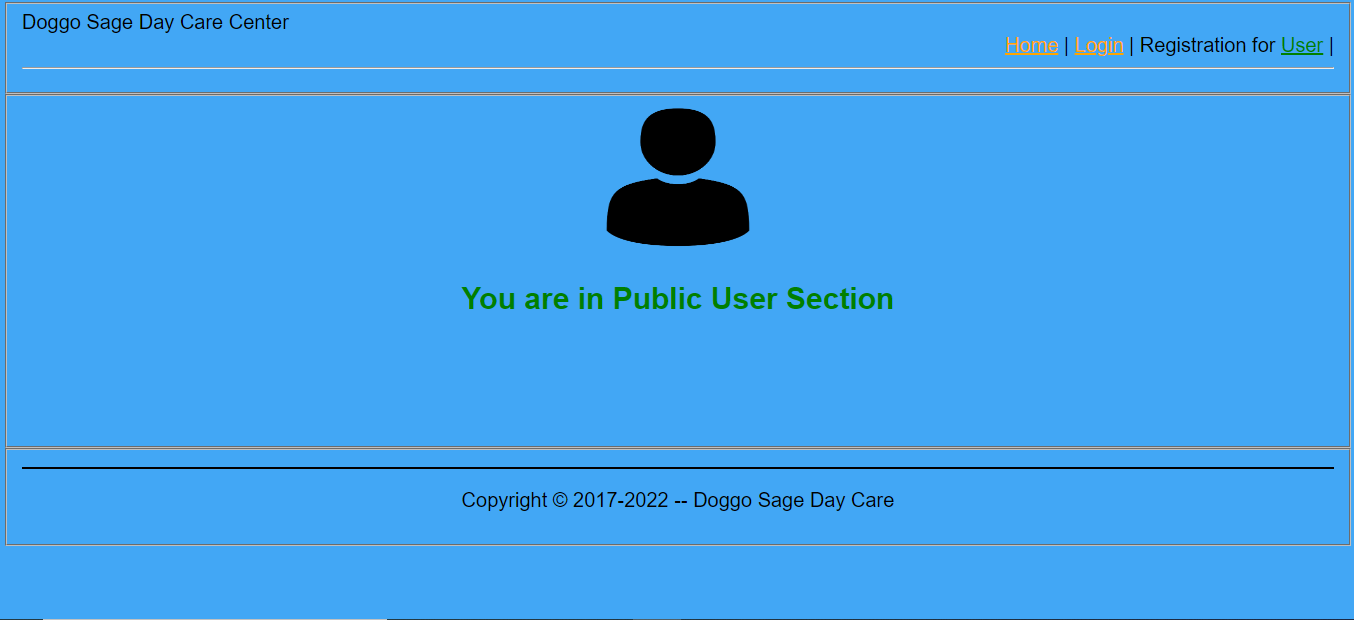 Doggo Sage Day Care Center
Home | Login | Registration for User |
You are in Public User Section
Copyright © 2017-2022 -- Doggo Sage Day Care